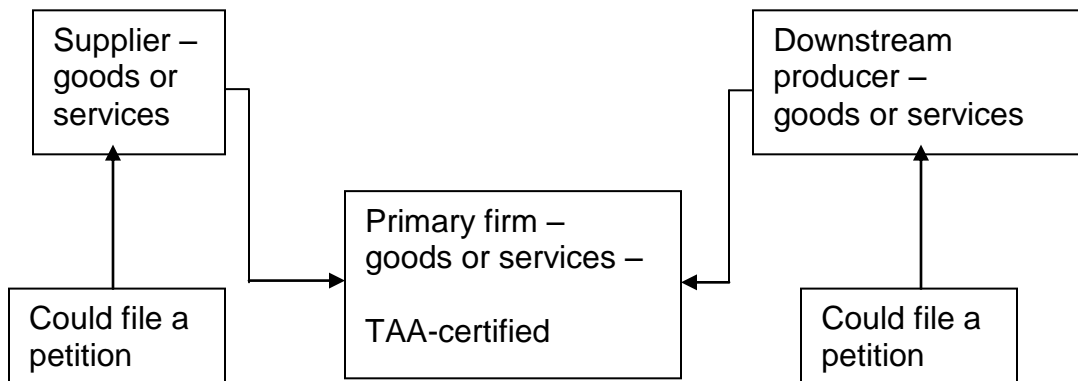 Supplier –
goods or
services
Downstream
producer –
goods or services
Primary firm –
goods or services –
TAA-certified
Could file a
petition
Could file a
petition